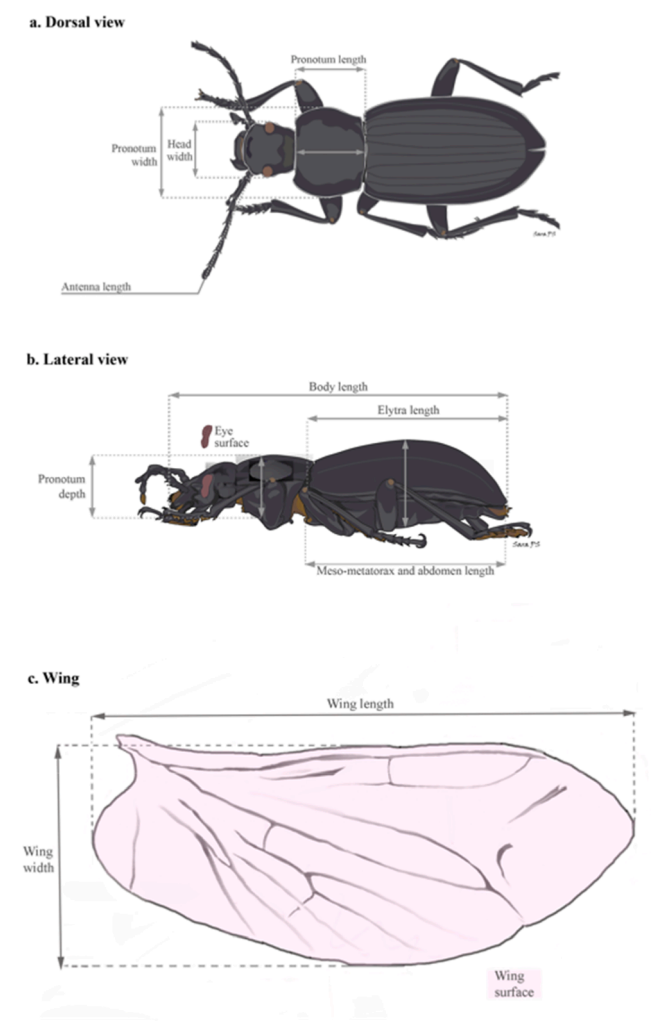 a. Dorsal view
Pronotum length
Pronotum
width
Head
width
Sara PS
Antenna length
b. Lateral view
Body length
Elytra length
Eye
surface
Pronotum
depth
Sara PS
Meso-metatorax and abdomen length
c. Wing
Wing length
Wing
width
Wing
surface